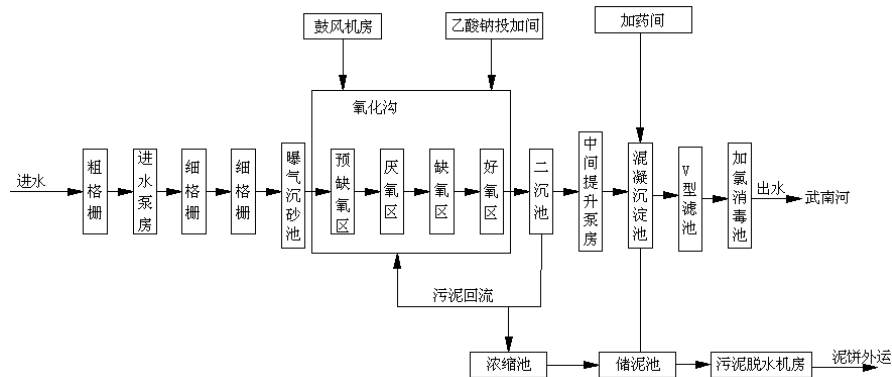 鼓风机房
乙酸钠投加间
加药间
氧化沟
进水
粗格栅
进水泵房
细格栅
细格栅
曝气沉砂池
预缺氧区
厌氧区
缺氧区
好氧区
二沉池
中间提升泵房
混凝沉淀池
V型滤池
加氯消毒池
出水
武南河
污泥回流
浓缩池
储泥池
污泥脱水机房
泥饼外运